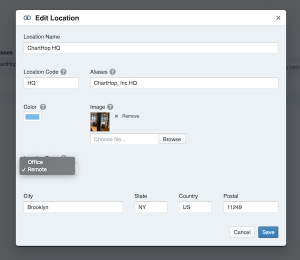 Edit Location
×
Location Name
ChartHop HQ
Location Code ?
Aliases ?
HQ
ChartHop, Inc.HQ
Color ?
Image ?
× Remove
Choose file...
Browse
Office
✓ Remote
City
State
Country
Postal
Brooklyn
NY
US
11249
Cancel
Save